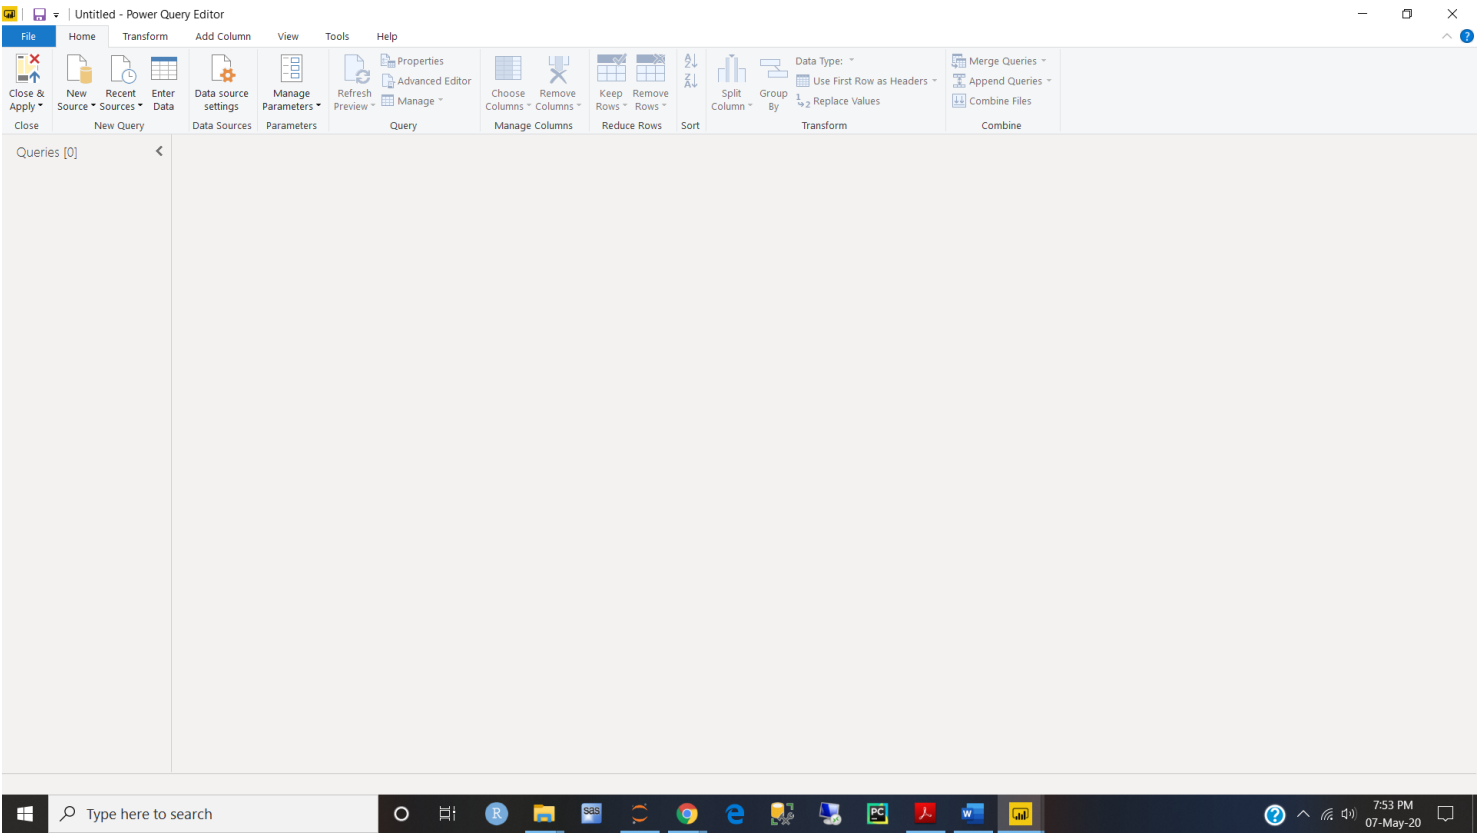 Untitled - Power Query Editor
File Home Transform Add Column View Tools Help
?
Close & Apply
New Source
Recent Sources
Enter Data
Data source settings
Manage Parameters
Refresh Preview
Properties
Advanced Editor
Manage
Choose Columns
Remove Columns
Keep Rows
Remove Rows
A Z
Z A
Split Column
Group By
Data Type:
Use First Row as Headers
1 2 Replace Values
Merge Queries
Append Queries
Combine Files
Close New Query Data Sources Parameters Query Manage Columns Reduce Rows Sort Transform Combine
Queries [0]
Type here to search
R
sas
PC
W
?
7:53 PM
07-May-20